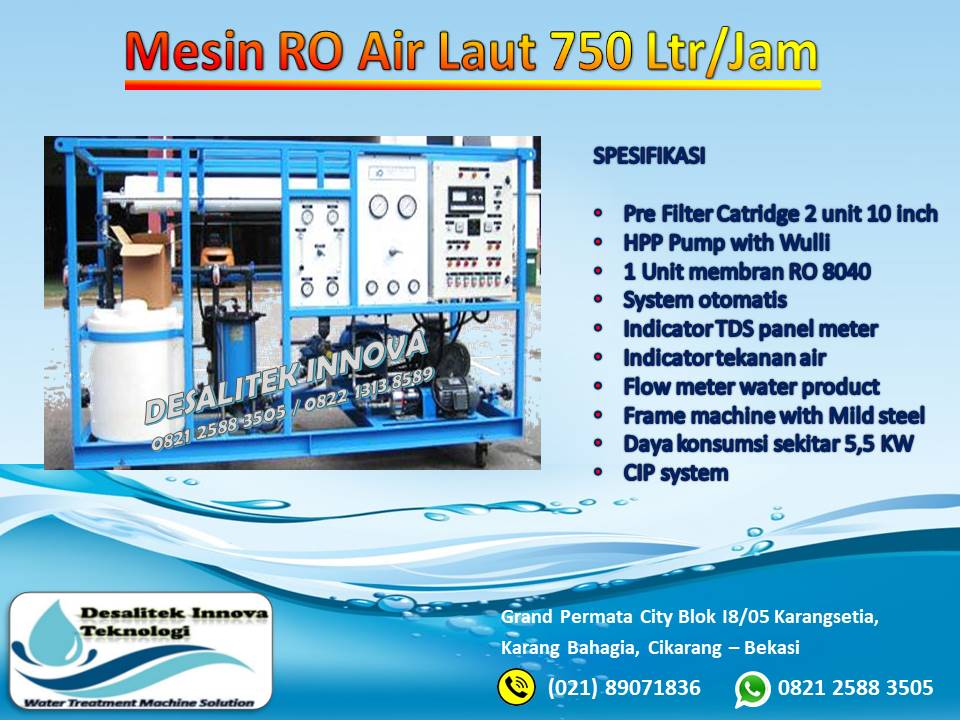 Mesin RO Air Laut 750 Ltr/Jam
SPESIFIKASI
• Pre Filter Catridge 2 unit 10 inch
• HPP Pump with Wulli
• 1 Unit membran RO 8040
• System otomatis
• Indicator TDS panel meter
• Indicator tekanan air
• Flow meter water product
• Frame machine with Mild steel
• Daya konsumsi sekitar 5,5 KW
• CIP system
DESALITEK INNOVA
0821 2588 3505 / 0822 1313 8589
Desalitek Innova
Teknologi
Water Treatment Machine Solution
Grand Permata City Blok I8/05 Karangsetia,
Karang Bahagia, Cikarang – Bekasi
(021) 89071836 0821 2588 3505